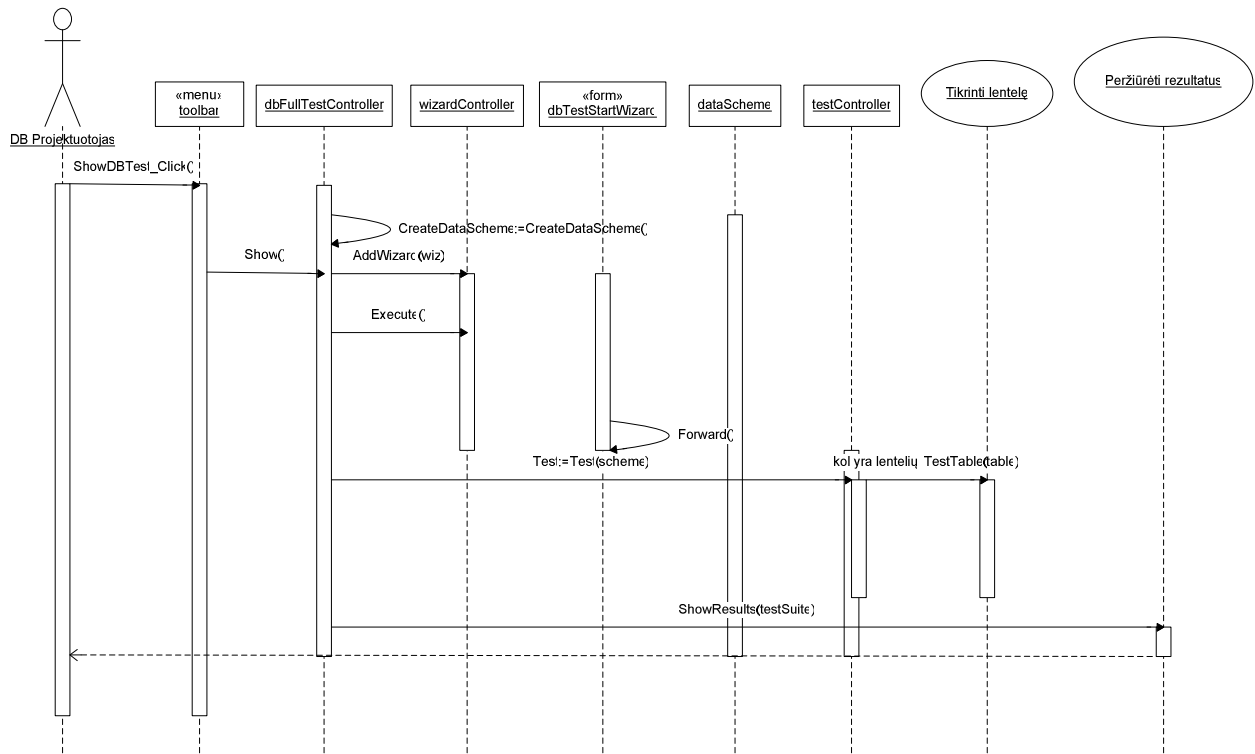 «menu»
toolbar
dbFullTestController
wizardController
«form»
dbTestStartWizard
dataScheme
testController
Tikrinti lentelę
Peržiūrėti rezultatus
DB Projektuotojas
ShowDBTest_Click()
CreateDataScheme:=CreateDataScheme()
Show()
AddWizard(wiz)
Execute()
Forward()
Test:=Test(scheme)
kol yra lentelių
TestTable(table)
ShowResults(testSuite)